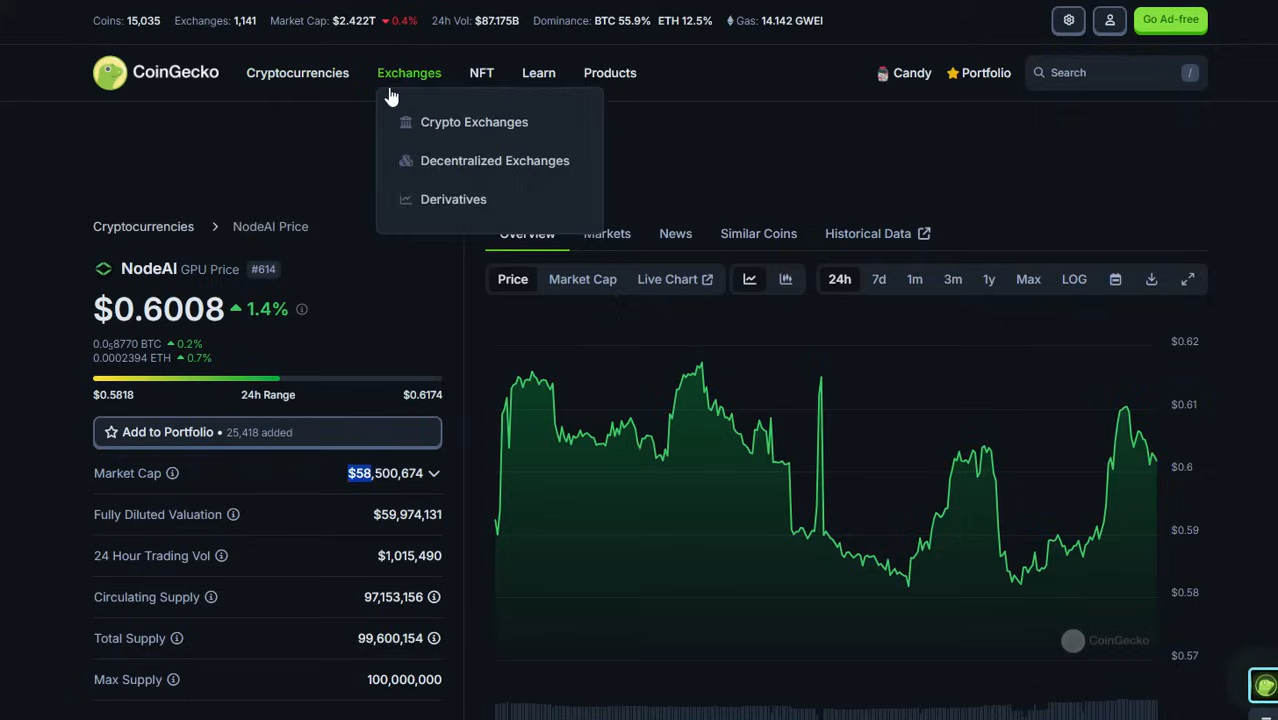 Coins: 15,035 Exchanges: 1,141 Market Cap: $2.422T 0.4% 24h Vol: $87.175B Dominance: BTC 55.9% ETH 12.5% Gas: 14.142 GWEI Go Ad-free
CoinGecko Cryptocurrencies Exchanges NFT Learn Products Candy Portfolio Search /
Crypto Exchanges
Decentralized Exchanges
Derivatives
Cryptocurrencies > NodeAI Price
Overview Markets News Similar Coins Historical Data
NodeAI GPU Price #614
Price Market Cap Live Chart 24h 7d 1m 3m 1y Max LOG
$0.6008 1.4%
0.0₅8770 BTC 0.2%
0.0002394 ETH 0.7%
$0.5818 24h Range $0.6174
Add to Portfolio • 25,418 added
Market Cap $58,500,674
Fully Diluted Valuation $59,974,131
24 Hour Trading Vol $1,015,490
Circulating Supply 97,153,156
Total Supply 99,600,154
Max Supply 100,000,000
$0.62
$0.61
$0.6
$0.59
$0.58
$0.57
CoinGecko